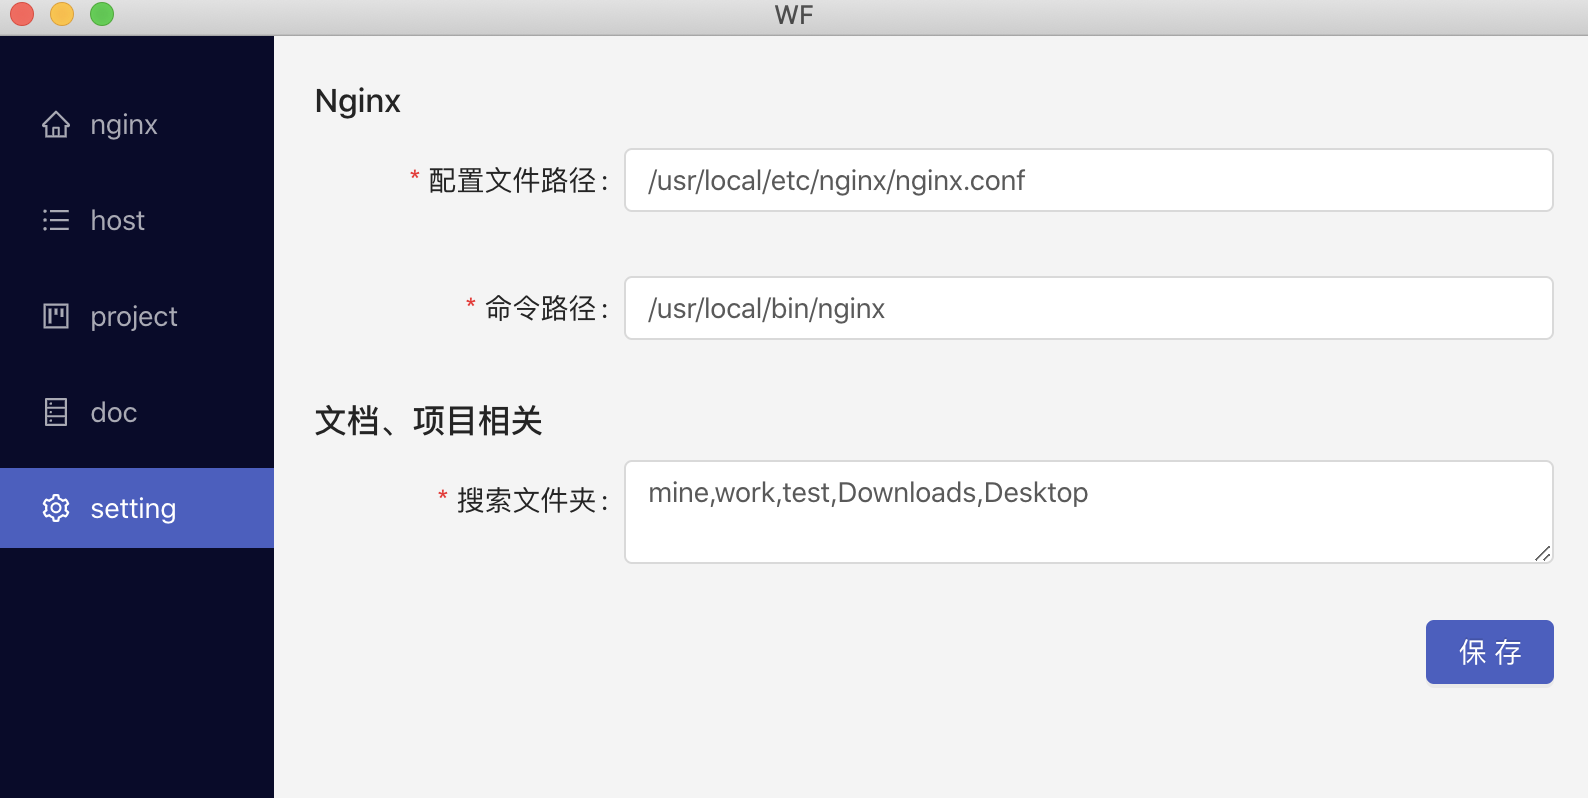 WF
nginx
host
project
doc
setting
Nginx
* 配置文件路径: /usr/local/etc/nginx/nginx.conf
* 命令路径: /usr/local/bin/nginx
文档、项目相关
* 搜索文件夹: mine,work,test,Downloads,Desktop
保 存